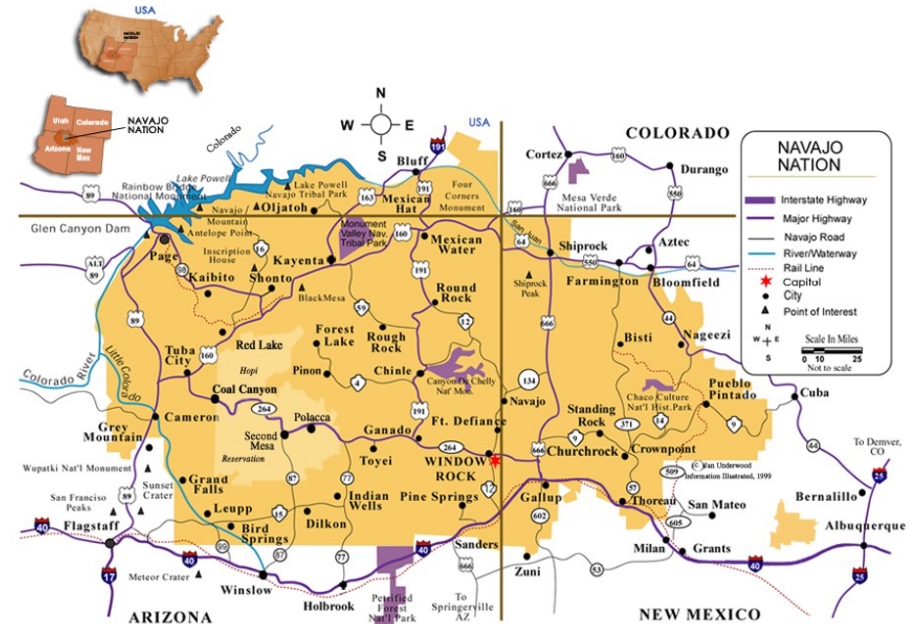 USA
NAVAJO
NATION
Utah
Colorado
Arizona
New
Mex
NAVAJO
NATION
N
W
E
S
USA
COLORADO
191
Bluff
Cortez
160
Durango
Colorado
Lake Powell
Rainbow Bridge
National Monument
89
Lake Powell
Navajo Tribal Park
163
191
Mexican
Hat
Four
Corners
Monument
666
550
Mesa Verde
National Park
160
Oljatoh
Navajo
Mountain
Antelope Point
Glen Canyon Dam
Monument
Valley Nav.
Tribal Park
160
Mexican
Water
San Juan
64
Shiprock
Aztec
550
64
Farmington
Bloomfield
Page
Inscription
House
16
ALT
89
98
Kaibito
Shonto
Kayenta
191
BlackMesa
Shiprock
Peak
Round
Rock
59
12
89
666
44
Forest
Lake
Rough
Rock
Bisti
Nageezi
Tuba
City
160
Red Lake
Hopi
Pinon
4
Chinle
Canyon De Chelly
Nat' Mon.
134
Pueblo
Pintado
Colorado River
Little Colorado
Coal Canyon
264
191
Navajo
Chaco Culture
Nat'l Hist.Park
Cuba
Cameron
Polacca
Ft. Defiance
Standing
Rock
371
14
9
Grey
Mountain
Second
Mesa
Ganado
264
9
44
Toyei
666
Churchrock
Crownpoint
To Denver,
CO
Reservation
WINDOW
ROCK
509
© Van Underwood
Information Illustrated, 1999
Wupatki Nat'l Monument
Grand
Falls
87
77
12
57
25
San Franciso
Peaks
Sunset
Crater
89
Indian
Wells
Pine Springs
Gallup
Thoreau
San Mateo
Bernalillo
Leupp
15
Dilkon
602
605
Albuquerque
40
Flagstaff
Bird
Springs
99
87
77
40
Sanders
666
Milan
Grants
40
17
Meteor Crater
40
Winslow
Zuni
53
25
Holbrook
Petrified
Forest
Nat'l Park
To
Springerville
AZ
ARIZONA
NEW MEXICO
NAVAJO
NATION
Interstate Highway
Major Highway
Navajo Road
River/Waterway
Rail Line
Capitol
City
Point of Interest
N
W
E
S
Scale In Miles
0 10 25
Not to scale